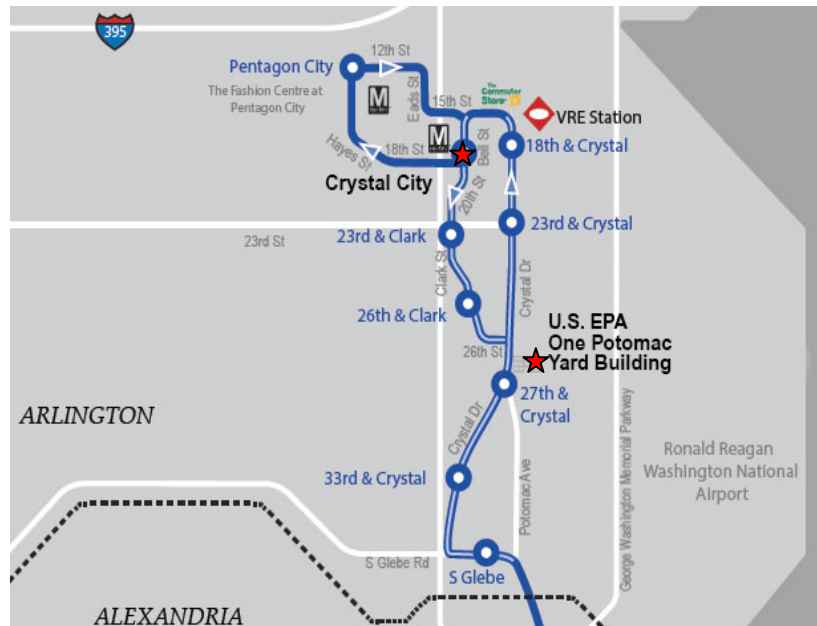 395
12th St
Pentagon City
The Fashion Centre at
Pentagon City
Eads St
15th St
The
Commuter
Store
M
M
VRE Station
Hayes St
18th St
Bell St
18th & Crystal
Crystal City
20th St
23rd St
23rd & Clark
23rd & Crystal
Clark St
Crystal Dr
26th & Clark
26th St
U.S. EPA
One Potomac
Yard Building
27th &
Crystal
ARLINGTON
Crystal Dr
33rd & Crystal
Potomac Ave
George Washington Memorial Parkway
Ronald Reagan
Washington National
Airport
S Glebe Rd
S Glebe
ALEXANDRIA